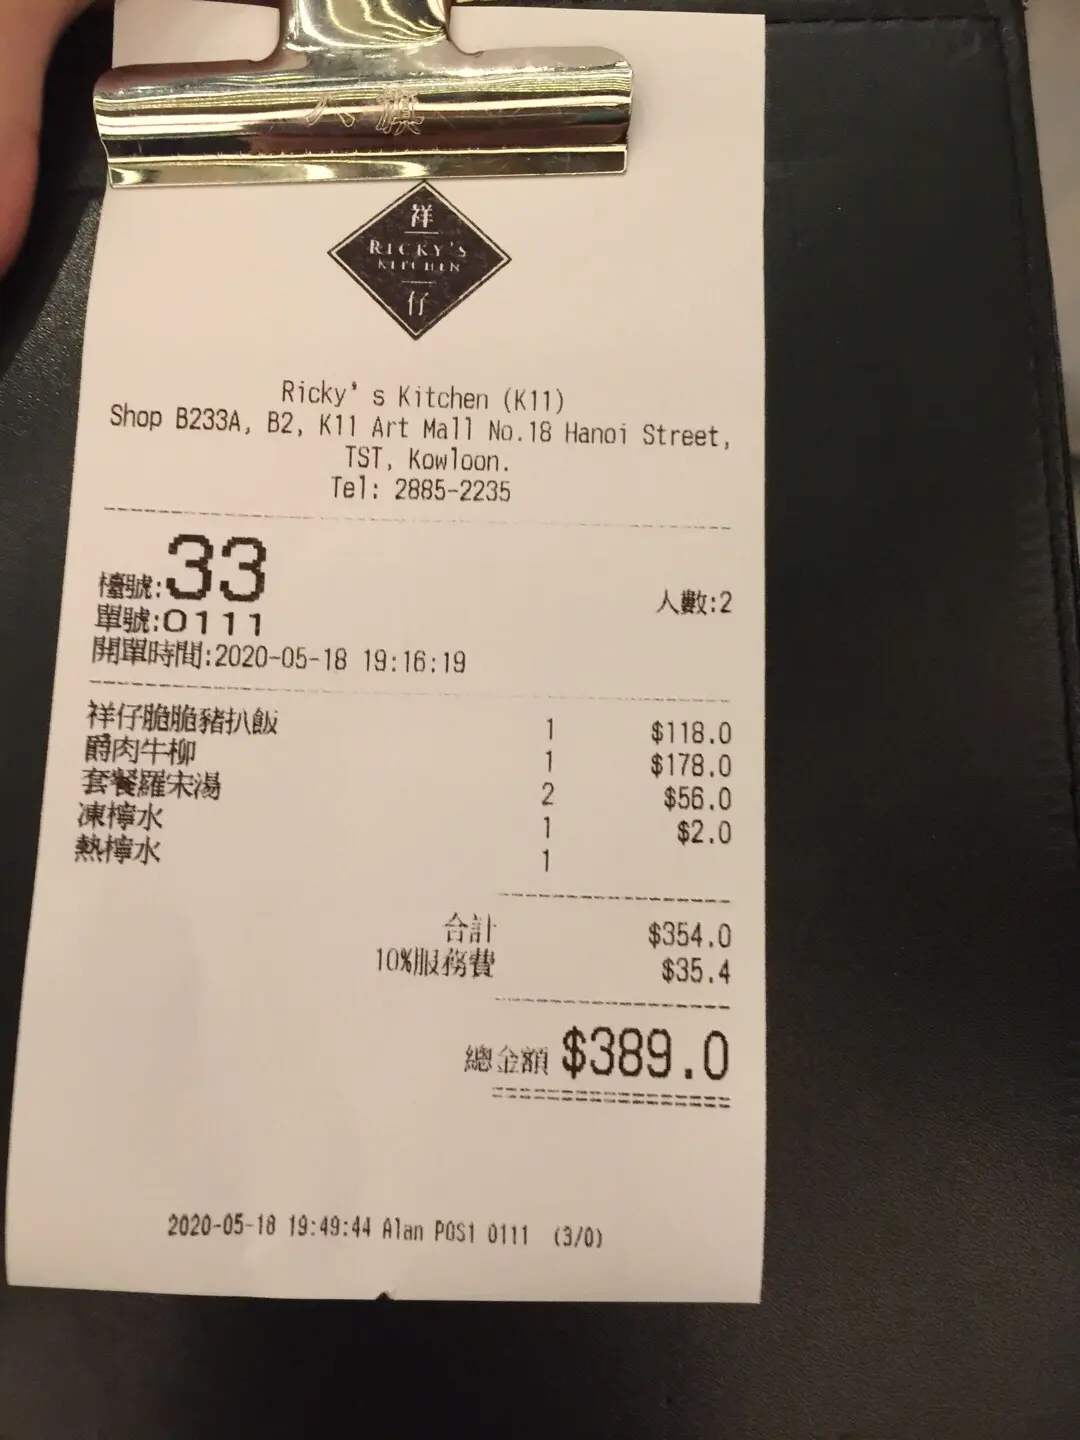 祥
RICKY'S
KITCHEN
仔
Ricky's Kitchen (K11)
Shop B233A, B2, K11 Art Mall No.18 Hanoi Street,
TST, Kowloon.
Tel: 2885-2235
檯號:33 人數:2
單號:0111
開單時間:2020-05-18 19:16:19
祥仔脆脆豬扒飯 1 $118.0
爵肉牛柳 1 $178.0
套餐羅宋湯 2 $56.0
凍檸水 1 $2.0
熱檸水 1
合計 $354.0
10%服務費 $35.4
總金額 $389.0
2020-05-18 19:49:44 Alan POS1 0111 (3/0)